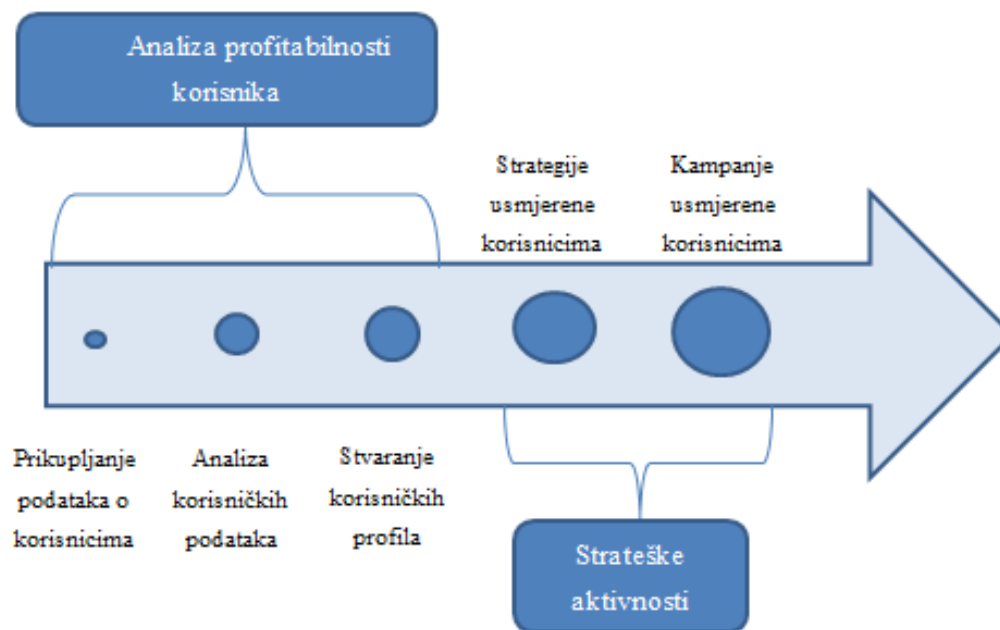 Analiza profitabilnosti
korisnika
Strategije
usmjerene
korisnicima
Kampanje
usmjerene
korisnicima
Prikupljanje
podataka o
korisnicima
Analiza
korisničkih
podataka
Stvaranje
korisničkih
profila
Strateške
aktivnosti